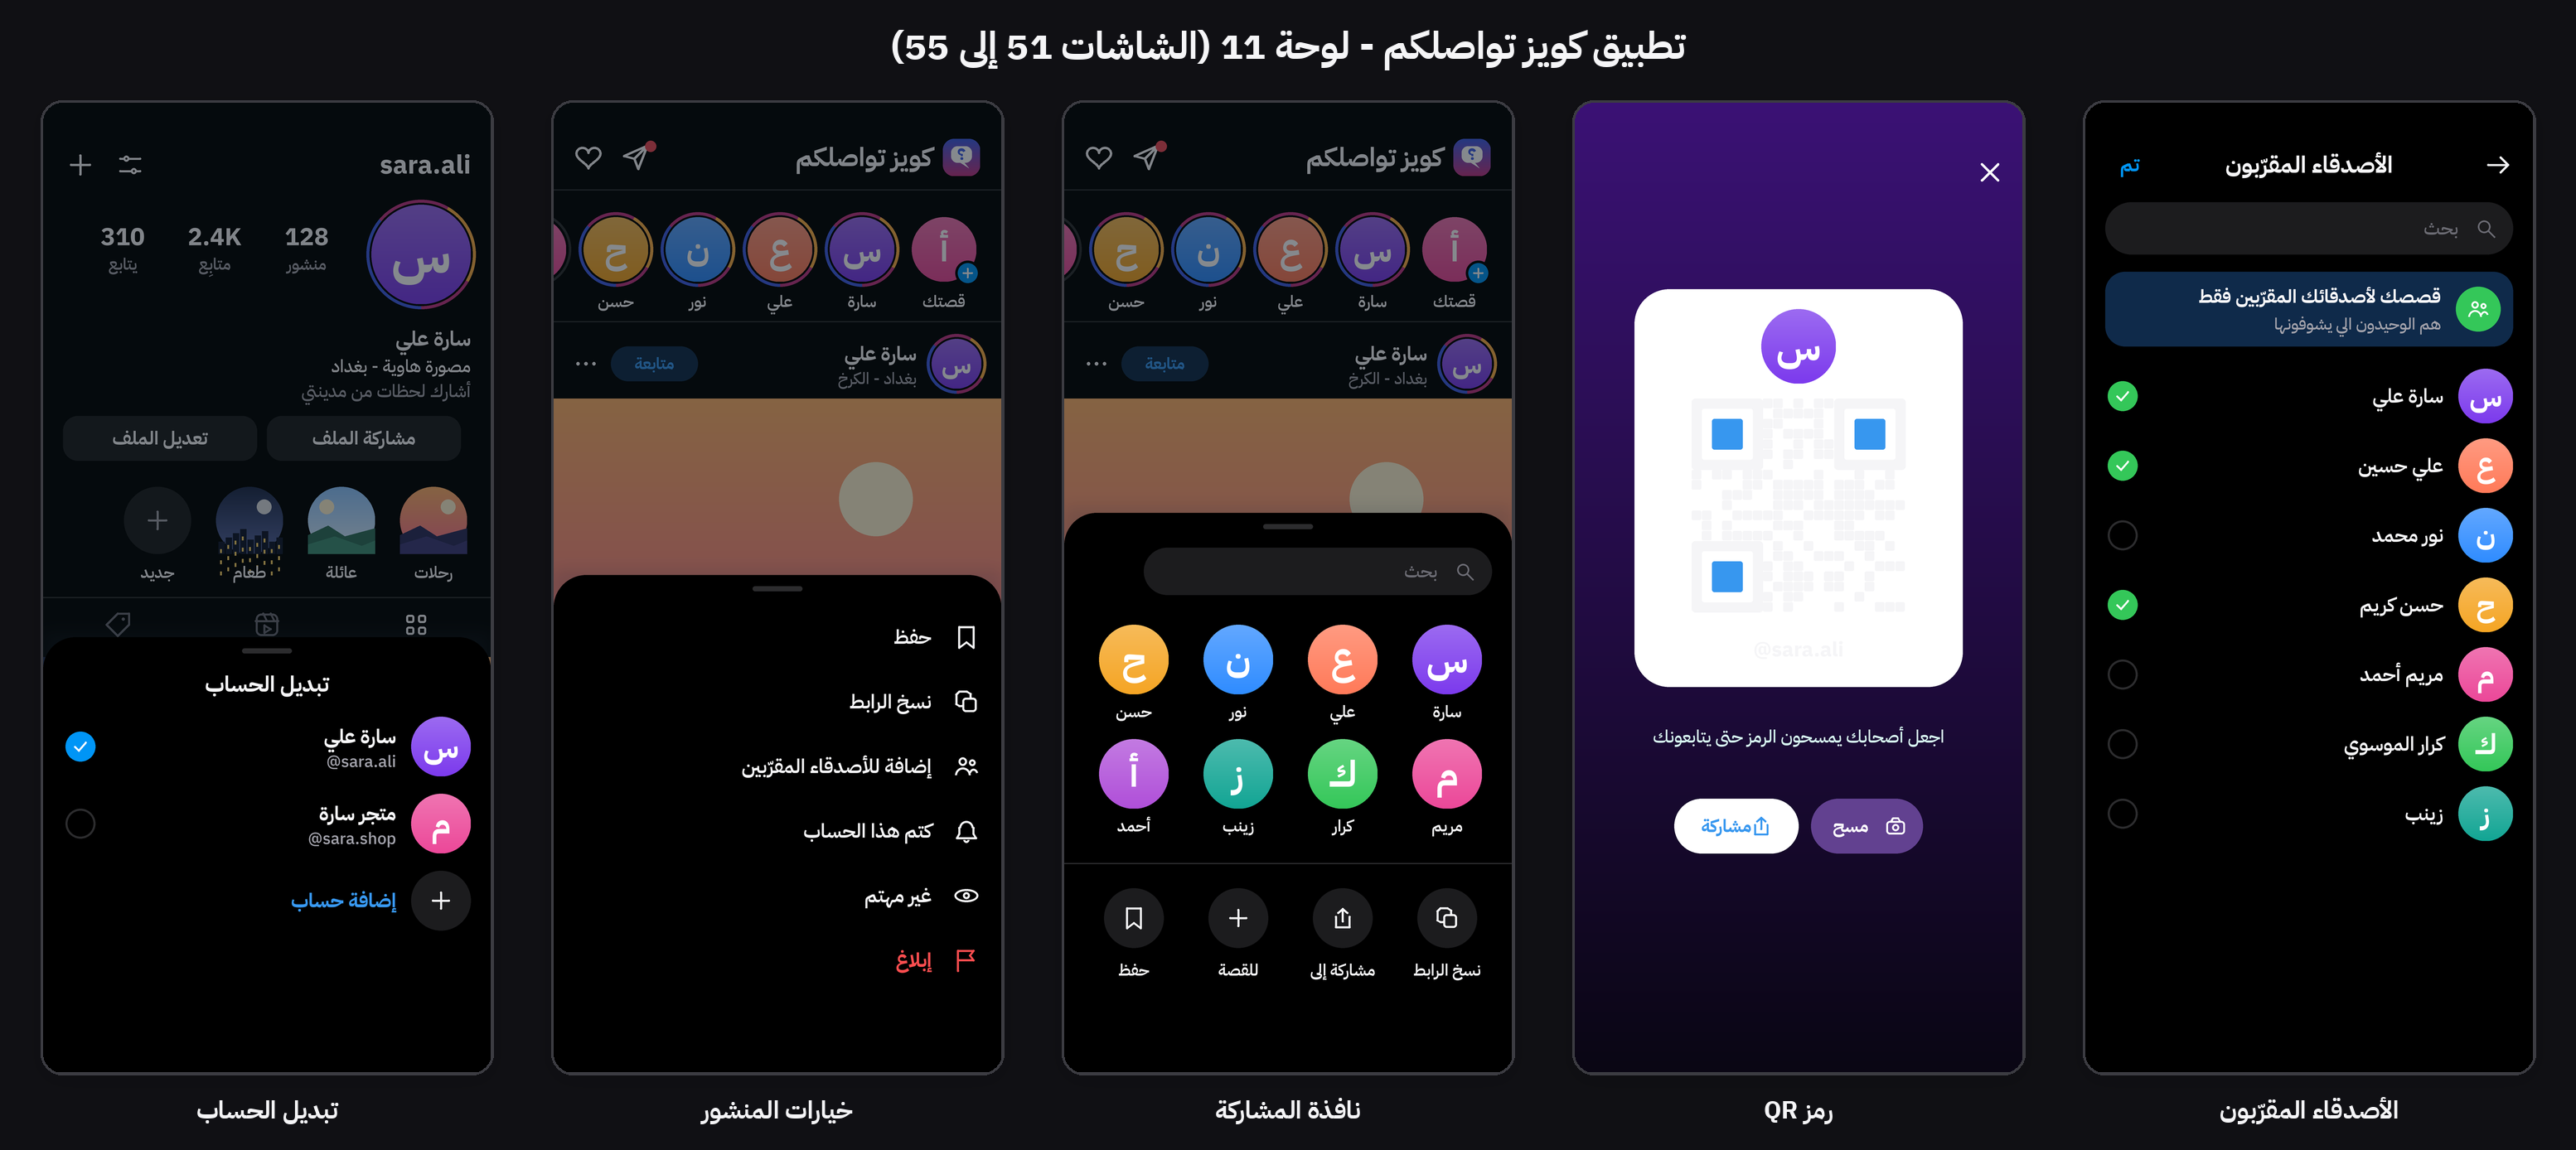 تطبيق كويز تواصلكم - لوحة 11 (الشاشات 51 إلى 55)
الأصدقاء المقرّبون
تم
بحث
قصصك لأصدقائك المقرّبين فقط
هم الوحيدون الي يشوفونها
س
سارة علي
ع
علي حسين
ن
نور محمد
ح
حسن كريم
م
مريم أحمد
ك
كرار الموسوي
ز
زينب
الأصدقاء المقرّبون
س
@sara.ali
اجعل أصحابك يمسحون الرمز حتى يتابعونك
مسح
مشاركة
رمز QR
كويز تواصلكم
أ س ع ن ح
قصتك سارة علي نور حسن
س
سارة علي
متابعة
بغداد - الكرخ
بحث
س ع ن ح
سارة علي نور حسن
م ك ز أ
مريم كرار زينب أحمد
نسخ الرابط مشاركة إلى للقصة حفظ
نافذة المشاركة
كويز تواصلكم
أ س ع ن ح
قصتك سارة علي نور حسن
س
سارة علي
متابعة
بغداد - الكرخ
حفظ
نسخ الرابط
إضافة للأصدقاء المقرّبين
كتم هذا الحساب
غير مهتم
إبلاغ
خيارات المنشور
sara.ali
س
128 2.4K 310
منشور متابِع يتابع
سارة علي
مصورة هاوية - بغداد
أشارك لحظات من مدينتي
مشاركة الملف تعديل الملف
رحلات عائلة طعام جديد
تبديل الحساب
س
سارة علي
@sara.ali
م
متجر سارة
@sara.shop
إضافة حساب
تبديل الحساب